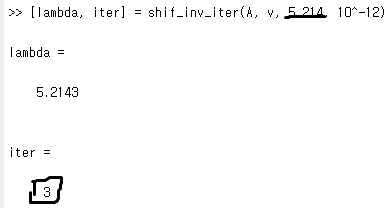 >> [lambda, iter] = shif_inv_iter(A, v, 5.214, 10^-12)
lambda =
5.2143
iter =
3